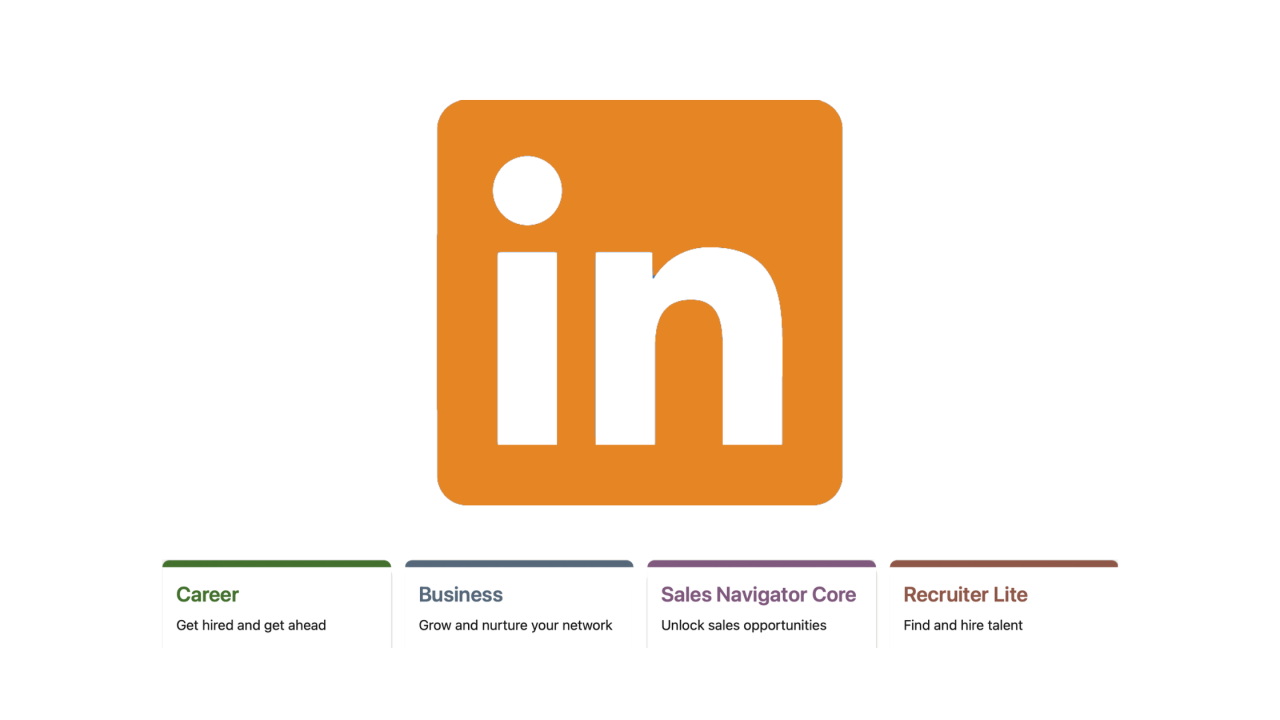 in
Career
Get hired and get ahead
Business
Grow and nurture your network
Sales Navigator Core
Unlock sales opportunities
Recruiter Lite
Find and hire talent